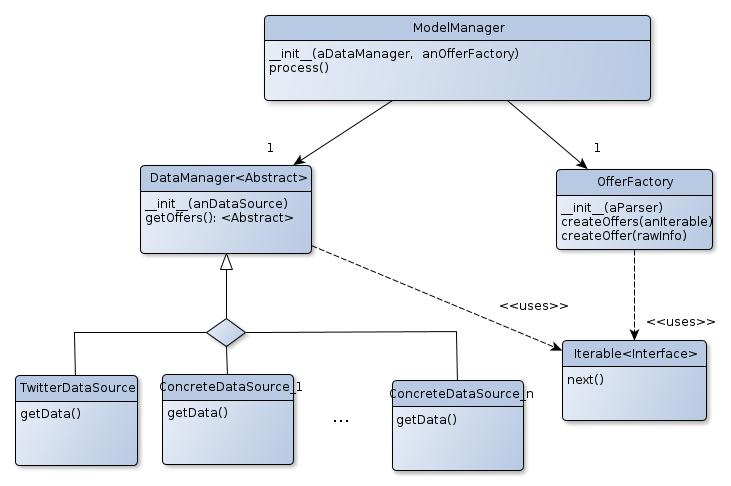 ModelManager
__init__(aDataManager, anOfferFactory)
process()
1
1
DataManager<Abstract>
__init__(anDataSource)
getOffers(): <Abstract>
OfferFactory
__init__(aParser)
createOffers(anIterable)
createOffer(rawInfo)
<<uses>>
<<uses>>
Iterable<Interface>
next()
TwitterDataSource
getData()
ConcreteDataSource_1
getData()
...
ConcreteDataSource_n
getData()